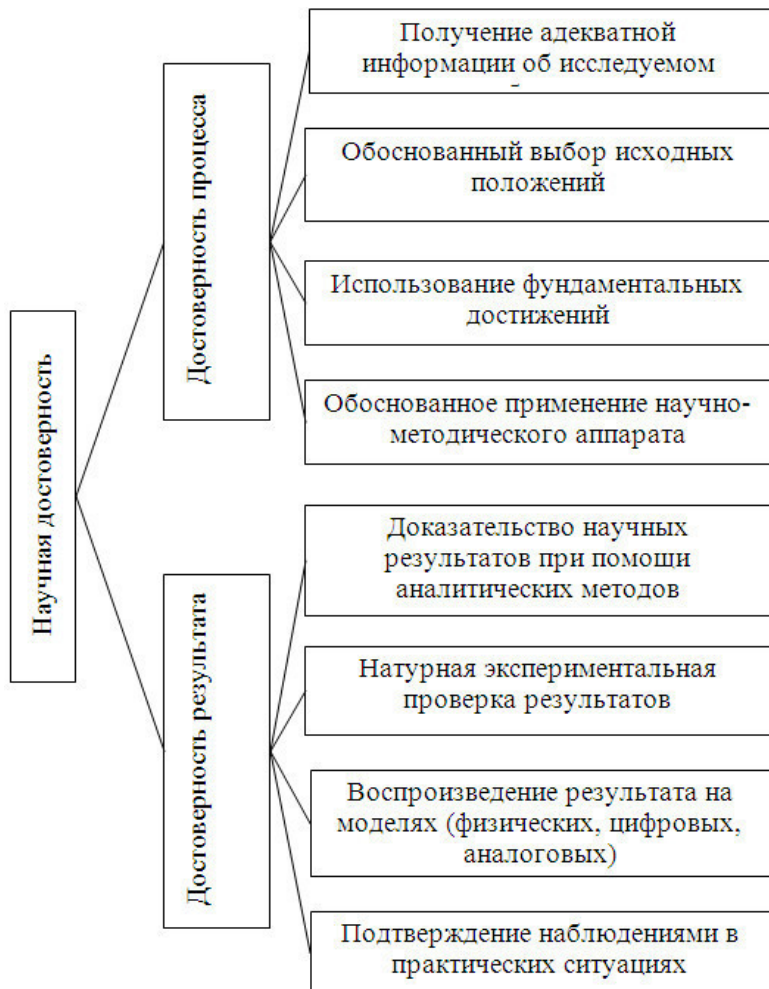 Научная достоверность
Достоверность процесса
Получение адекватной
информации об исследуемом
Обоснованный выбор исходных
положений
Использование фундаментальных
достижений
Обоснованное применение научно-
методического аппарата
Достоверность результата
Доказательство научных
результатов при помощи
аналитических методов
Натурная экспериментальная
проверка результатов
Воспроизведение результата на
моделях (физических, цифровых,
аналоговых)
Подтверждение наблюдениями в
практических ситуациях